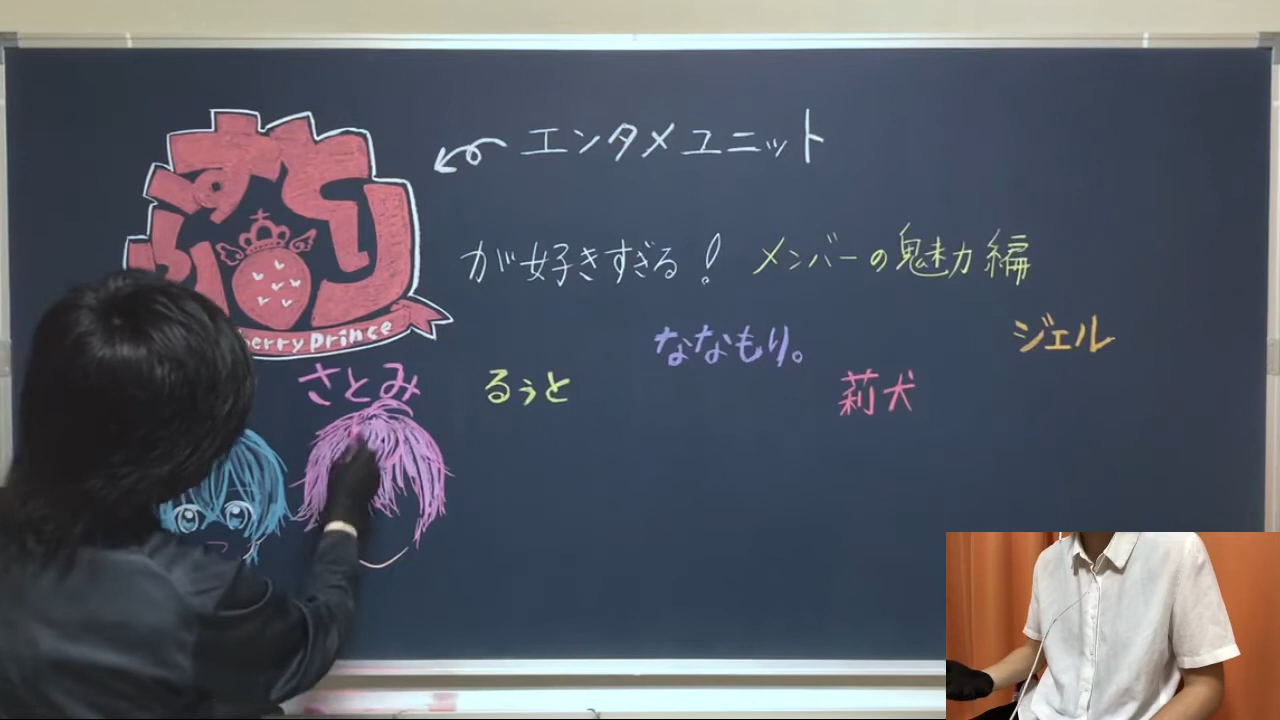 すとぷり
berry Prince
エンタメユニット
が好きすぎる! メンバーの魅力編
ななもり。
ジェル
さとみ
るぅと
莉犬